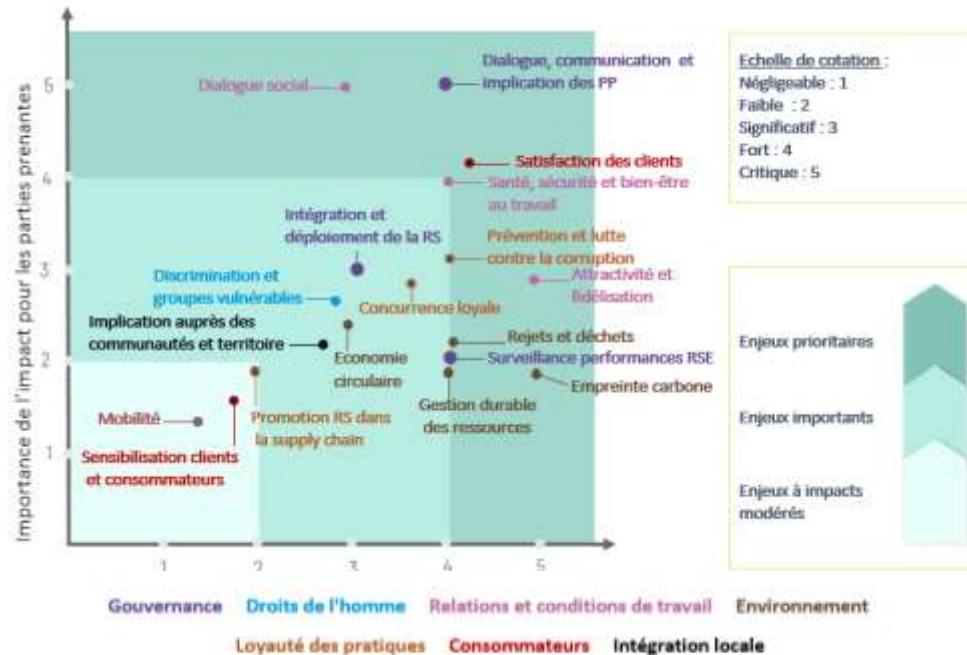 Importance de l'impact pour les parties prenantes
5
4
3
2
1
1
2
3
4
5
Dialogue social
Dialogue, communication et
implication des PP
Satisfaction des clients
Santé, sécurité et bien-être
au travail
Intégration et
déploiement de la RS
Prévention et lutte
contre la corruption
Discrimination et
groupes vulnérables
Attractivité et
fidélisation
Concurrence loyale
Implication auprès des
communautés et territoire
Economie
circulaire
Rejets et déchets
Surveillance performances RSE
Empreinte carbone
Gestion durable
des ressources
Mobilité
Promotion RS dans
la supply chain
Sensibilisation clients
et consommateurs
Echelle de cotation :
Négligeable : 1
Faible : 2
Significatif : 3
Fort : 4
Critique : 5
Enjeux prioritaires
Enjeux importants
Enjeux à impacts
modérés
Gouvernance Droits de l'homme Relations et conditions de travail Environnement
Loyauté des pratiques Consommateurs Intégration locale